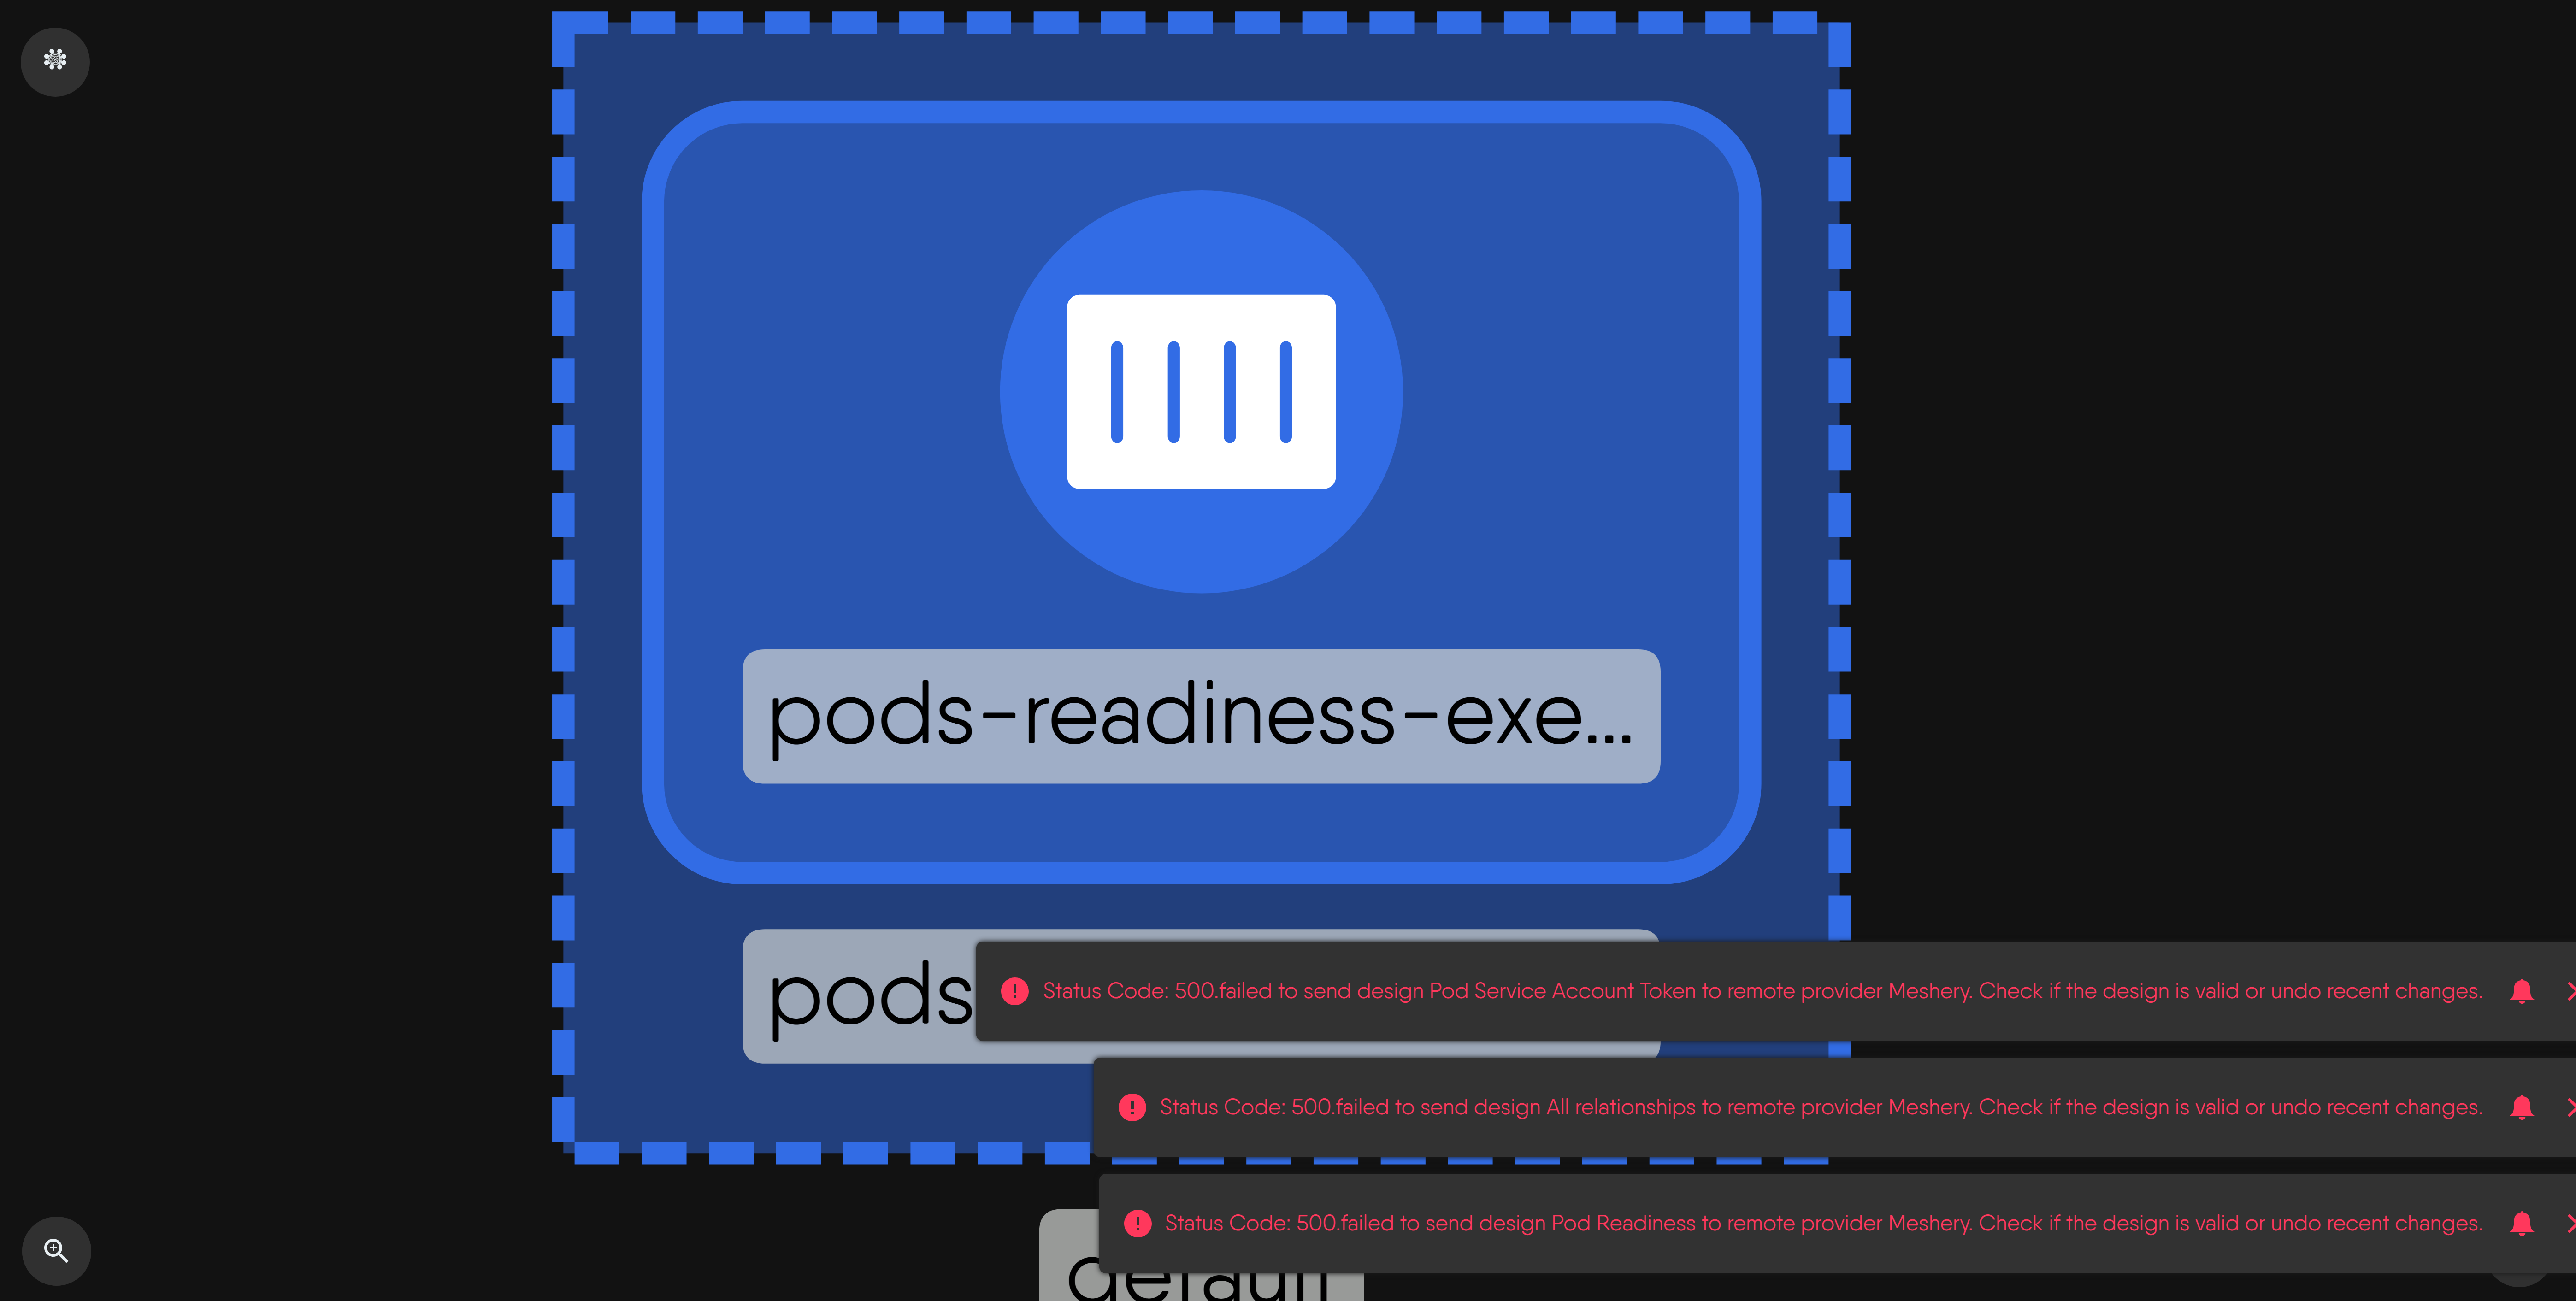 pods-readiness-exe...
pods
Status Code: 500.failed to send design Pod Service Account Token to remote provider Meshery. Check if the design is valid or undo recent changes.
Status Code: 500.failed to send design All relationships to remote provider Meshery. Check if the design is valid or undo recent changes.
Status Code: 500.failed to send design Pod Readiness to remote provider Meshery. Check if the design is valid or undo recent changes.
default